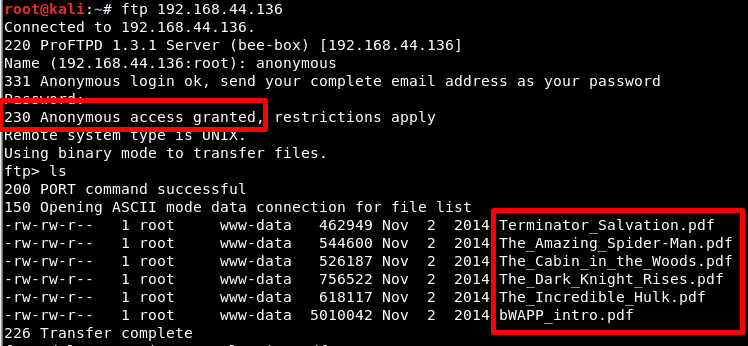 root@kali:~# ftp 192.168.44.136
Connected to 192.168.44.136.
220 ProFTPD 1.3.1 Server (bee-box) [192.168.44.136]
Name (192.168.44.136:root): anonymous
331 Anonymous login ok, send your complete email address as your password
Password:
230 Anonymous access granted, restrictions apply
Remote system type is UNIX.
Using binary mode to transfer files.
ftp> ls
200 PORT command successful
150 Opening ASCII mode data connection for file list
-rw-rw-r--   1 root     www-data   462949 Nov  2  2014 Terminator_Salvation.pdf
-rw-rw-r--   1 root     www-data   544600 Nov  2  2014 The_Amazing_Spider-Man.pdf
-rw-rw-r--   1 root     www-data   526187 Nov  2  2014 The_Cabin_in_the_Woods.pdf
-rw-rw-r--   1 root     www-data   756522 Nov  2  2014 The_Dark_Knight_Rises.pdf
-rw-rw-r--   1 root     www-data   618117 Nov  2  2014 The_Incredible_Hulk.pdf
-rw-rw-r--   1 root     www-data  5010042 Nov  2  2014 bWAPP_intro.pdf
226 Transfer complete